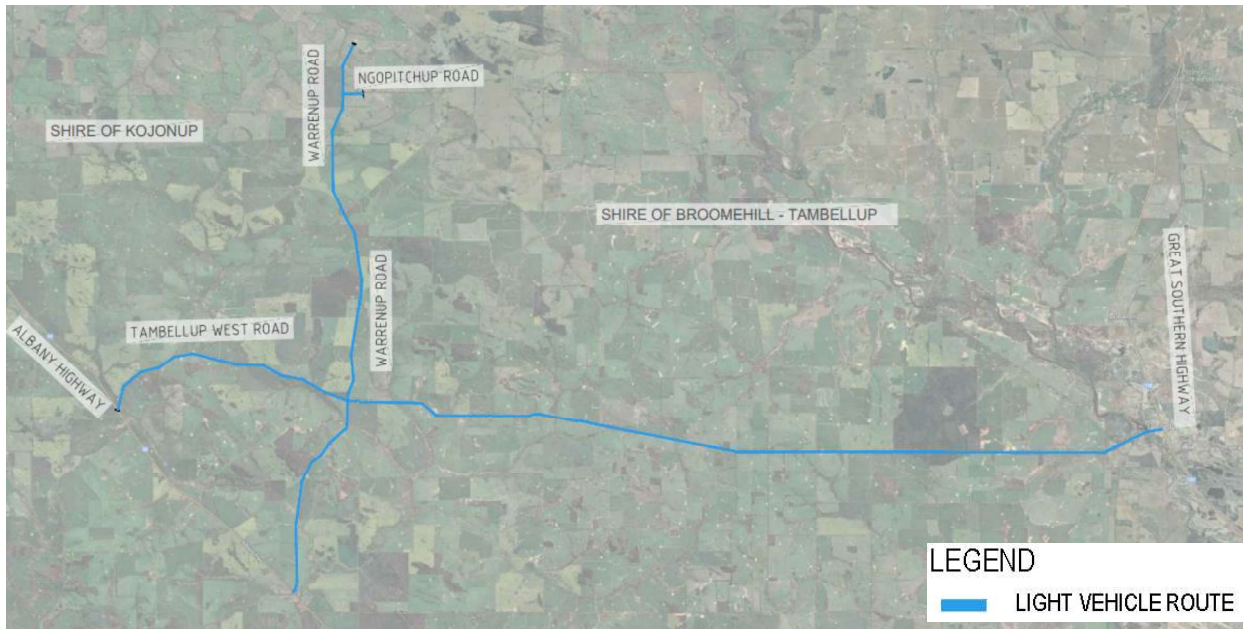 WARRENUP ROAD
NGOPITCHUP ROAD
SHIRE OF KOJONUP
SHIRE OF BROOMEHILL - TAMBELLUP
GREAT SOUTHERN HIGHWAY
WARRENUP ROAD
TAMBELLUP WEST ROAD
ALBANY HIGHWAY
LEGEND
LIGHT VEHICLE ROUTE